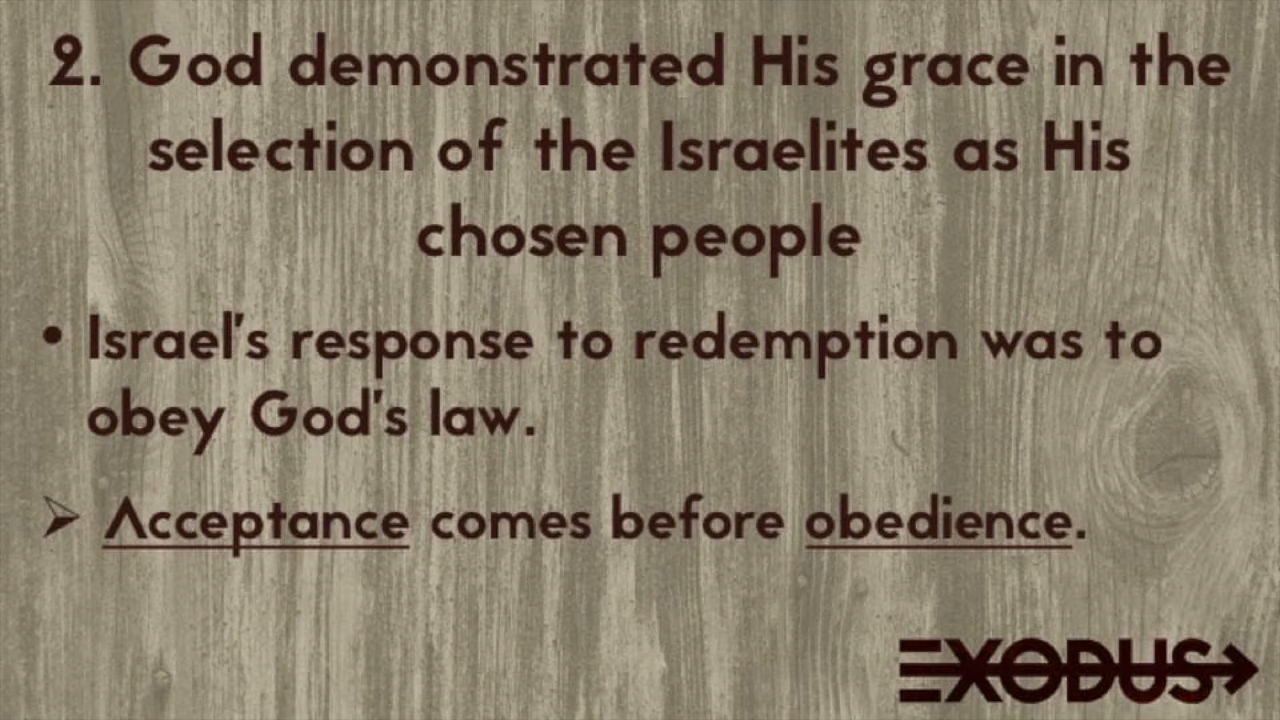 2. God demonstrated His grace in the
selection of the Israelites as His
chosen people
• Israel's response to redemption was to
obey God's law.
➢ Acceptance comes before obedience.
EXODUS